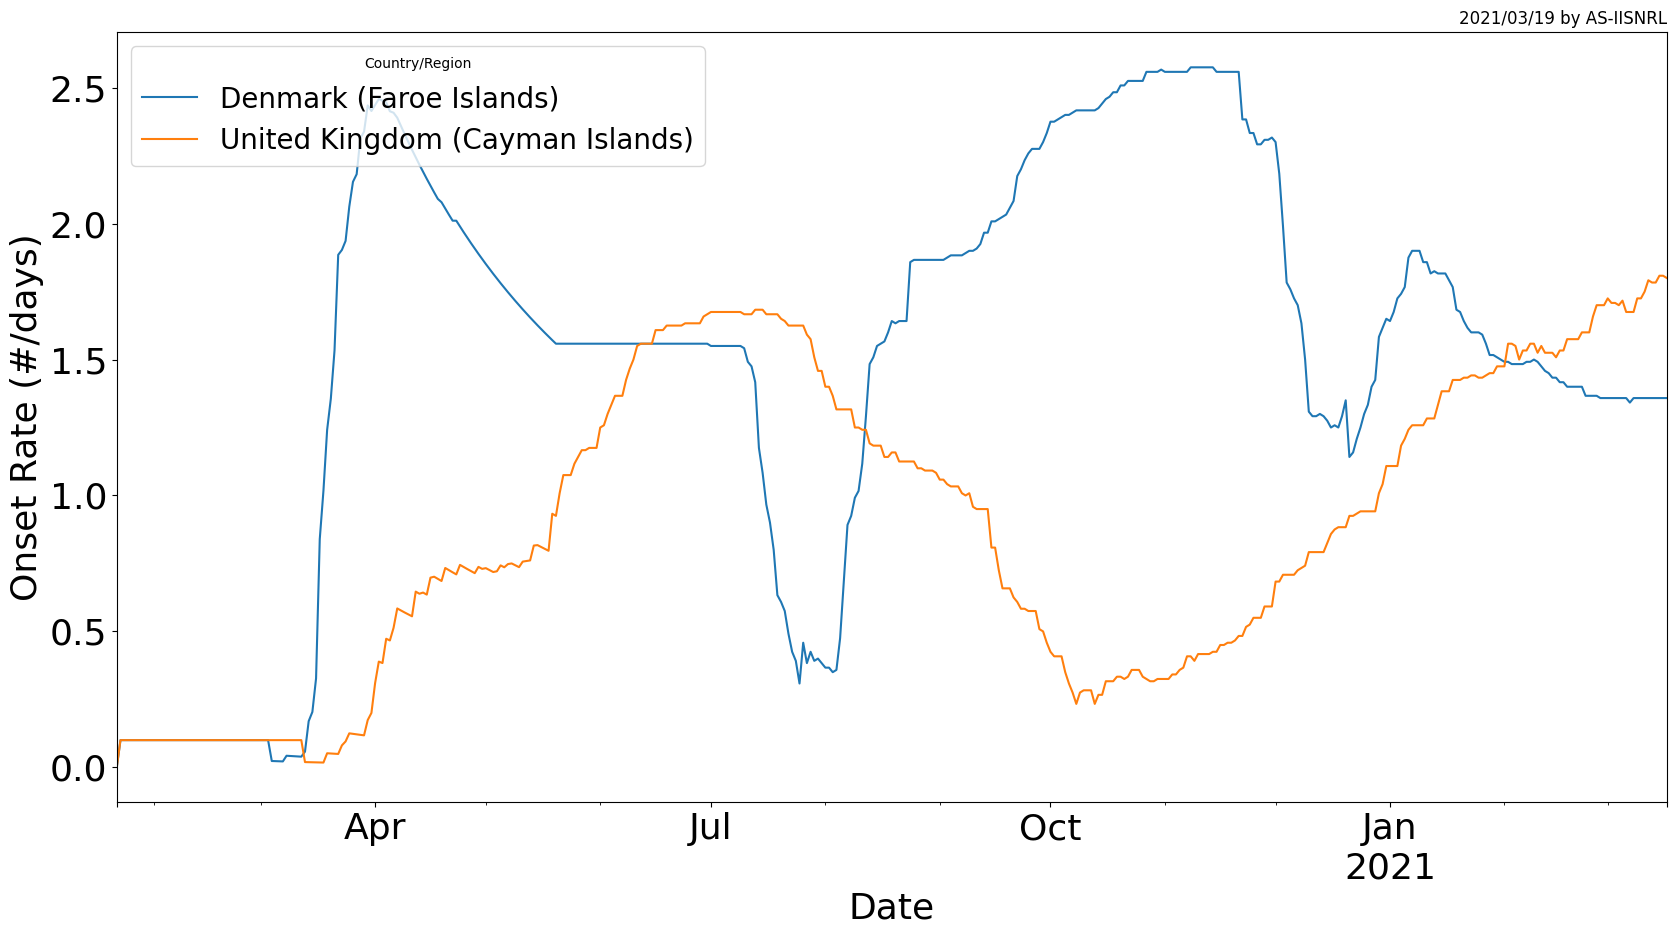 2021/03/19 by AS-IISNRL
Country/Region
Denmark (Faroe Islands)
United Kingdom (Cayman Islands)
Onset Rate (#/days)
2.5
2.0
1.5
1.0
0.5
0.0
Apr
Jul
Oct
Jan
2021
Date